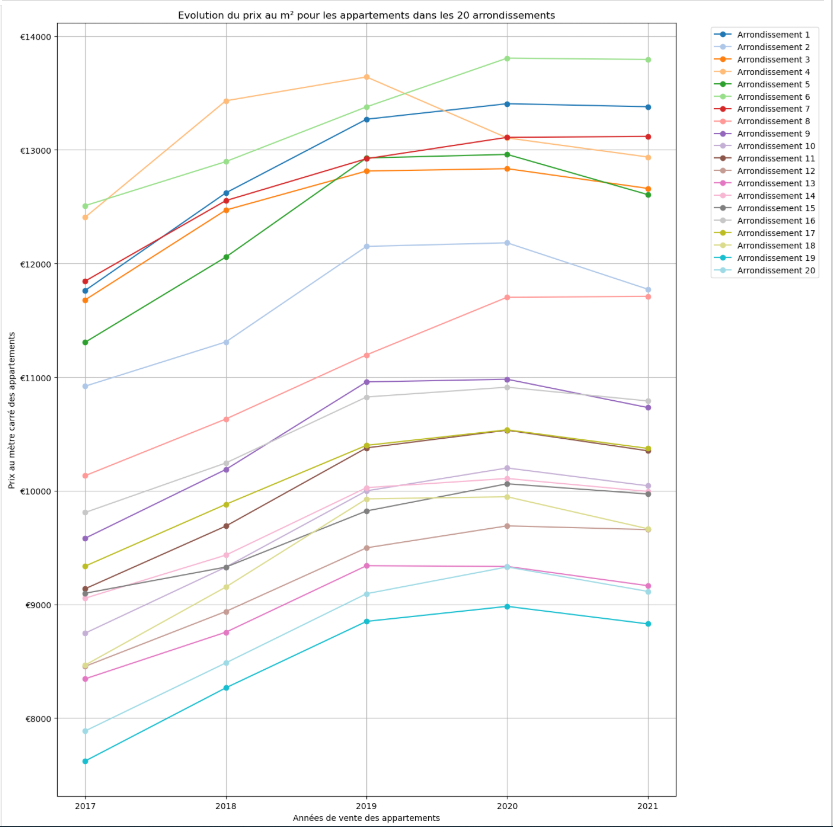 Evolution du prix au m² pour les appartements dans les 20 arrondissements
€14000
€13000
€12000
€11000
€10000
€9000
€8000
Prix au mètre carré des appartements
2017 2018 2019 2020 2021
Années de vente des appartements
Arrondissement 1
Arrondissement 2
Arrondissement 3
Arrondissement 4
Arrondissement 5
Arrondissement 6
Arrondissement 7
Arrondissement 8
Arrondissement 9
Arrondissement 10
Arrondissement 11
Arrondissement 12
Arrondissement 13
Arrondissement 14
Arrondissement 15
Arrondissement 16
Arrondissement 17
Arrondissement 18
Arrondissement 19
Arrondissement 20